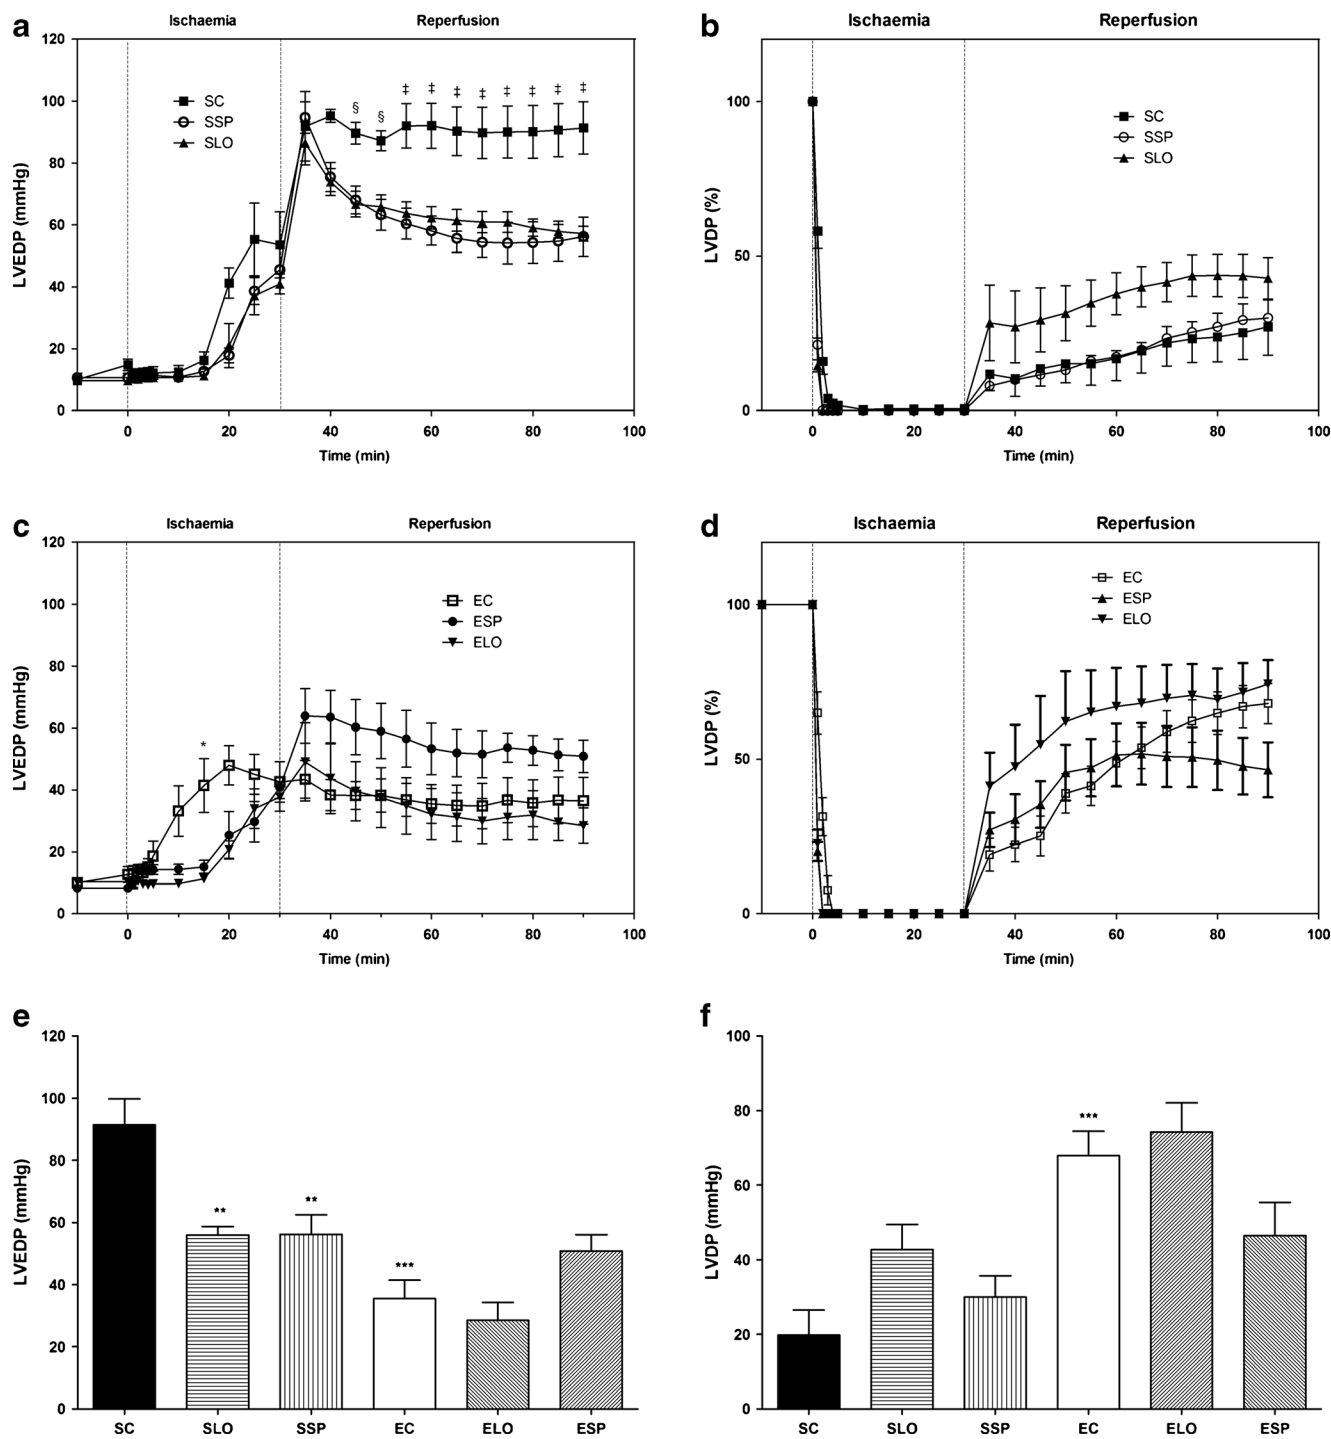 a
Ischaemia Reperfusion
120
100
80
60
40
20
0
LVEDP (mmHg)
SC
SSP
SLO
§ § ‡ ‡ ‡ ‡ ‡ ‡ ‡ ‡
0 20 40 60 80 100
Time (min)
b
Ischaemia Reperfusion
100
50
0
LVDP (%)
SC
SSP
SLO
0 20 40 60 80 100
Time (min)
c
Ischaemia Reperfusion
120
100
80
60
40
20
0
LVEDP (mmHg)
EC
ESP
ELO
*
0 20 40 60 80 100
Time (min)
d
Ischaemia Reperfusion
100
50
0
LVDP (%)
EC
ESP
ELO
0 20 40 60 80 100
Time (min)
e
120
100
80
60
40
20
0
LVEDP (mmHg)
** ** ***
SC SLO SSP EC ELO ESP
f
100
80
60
40
20
0
LVDP (mmHg)
***
SC SLO SSP EC ELO ESP